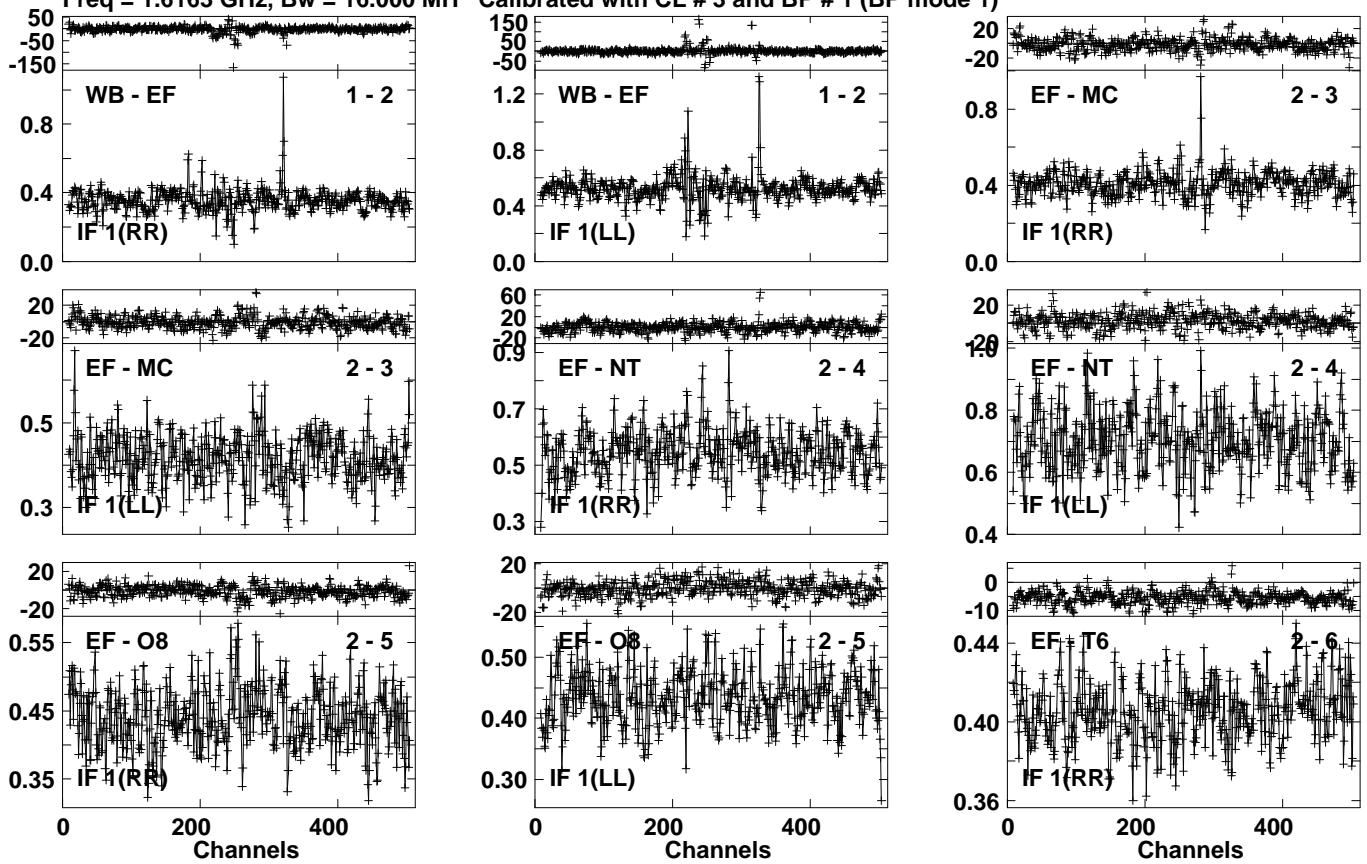 Freq = 1.6163 GHz, Bw = 16.000 MH Calibrated with CL # 3 and BP # 1 (BP mode 1)
50
-50
-150
WB - EF 1 - 2
0.8
0.4
0.0
IF 1(RR)
150
50
-50
WB - EF 1 - 2
1.2
0.8
0.4
0.0
IF 1(LL)
20
-20
EF - MC 2 - 3
0.8
0.4
0.0
IF 1(RR)
20
-20
EF - MC 2 - 3
0.5
0.3
IF 1(LL)
60
20
-20
EF - NT 2 - 4
0.9
0.7
0.5
0.3
IF 1(RR)
20
-20
EF - NT 2 - 4
1.0
0.8
0.6
0.4
IF 1(LL)
20
-20
EF - O8 2 - 5
0.55
0.45
0.35
IF 1(RR)
0 200 400
Channels
20
-20
EF - O8 2 - 5
0.50
0.40
0.30
IF 1(LL)
0 200 400
Channels
0
-10
EF - T6 2 - 6
0.44
0.40
0.36
IF 1(RR)
0 200 400
Channels